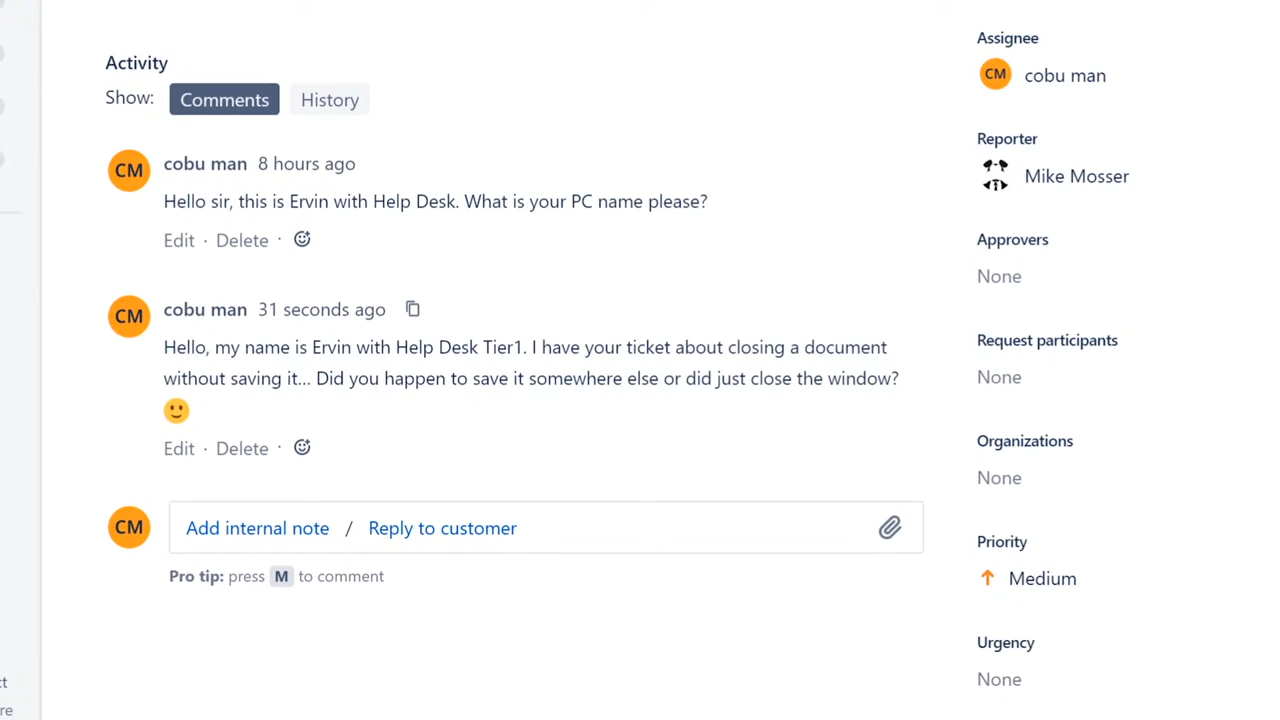 Activity
Show: Comments History
CM cobu man 8 hours ago
Hello sir, this is Ervin with Help Desk. What is your PC name please?
Edit · Delete ·
CM cobu man 31 seconds ago
Hello, my name is Ervin with Help Desk Tier1. I have your ticket about closing a document
without saving it... Did you happen to save it somewhere else or did just close the window?
Edit · Delete ·
CM Add internal note / Reply to customer
Pro tip: press M to comment
Assignee
CM cobu man
Reporter
Mike Mosser
Approvers
None
Request participants
None
Organizations
None
Priority
Medium
Urgency
None